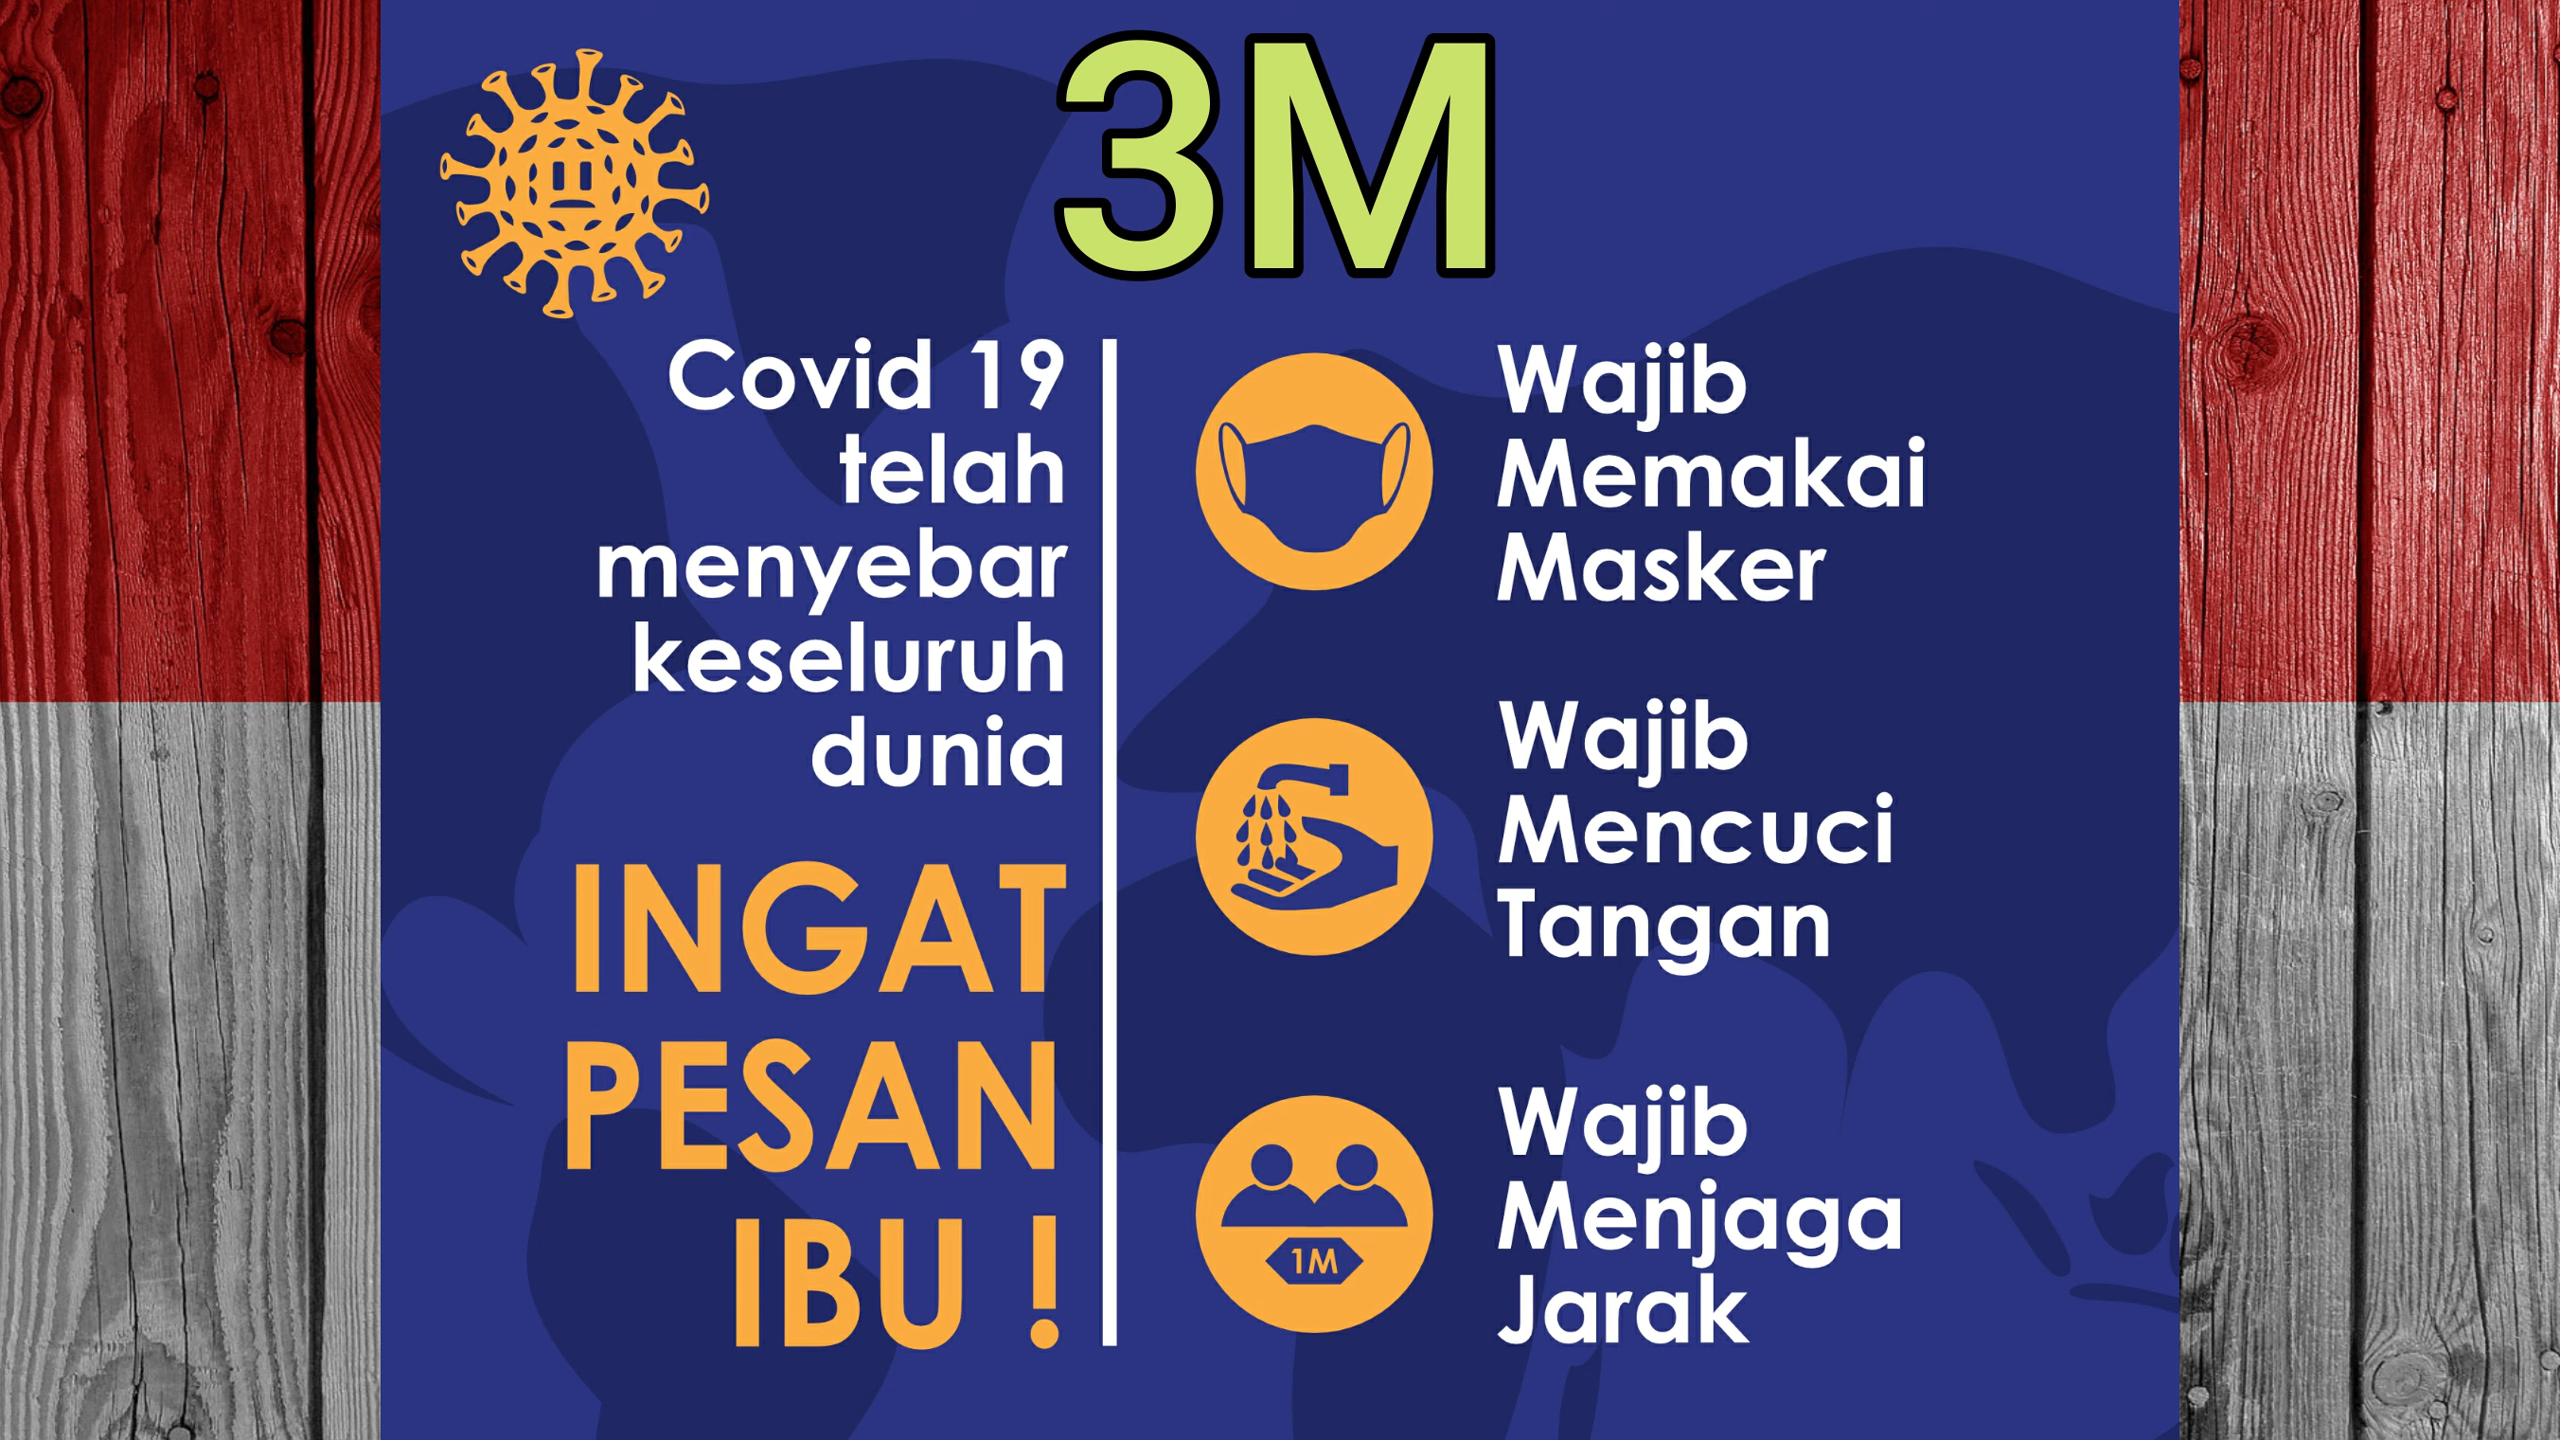 3M
Covid 19
telah
menyebar
keseluruh
dunia
INGAT
PESAN
IBU !
Wajib
Memakai
Masker
Wajib
Mencuci
Tangan
1M
Wajib
Menjaga
Jarak